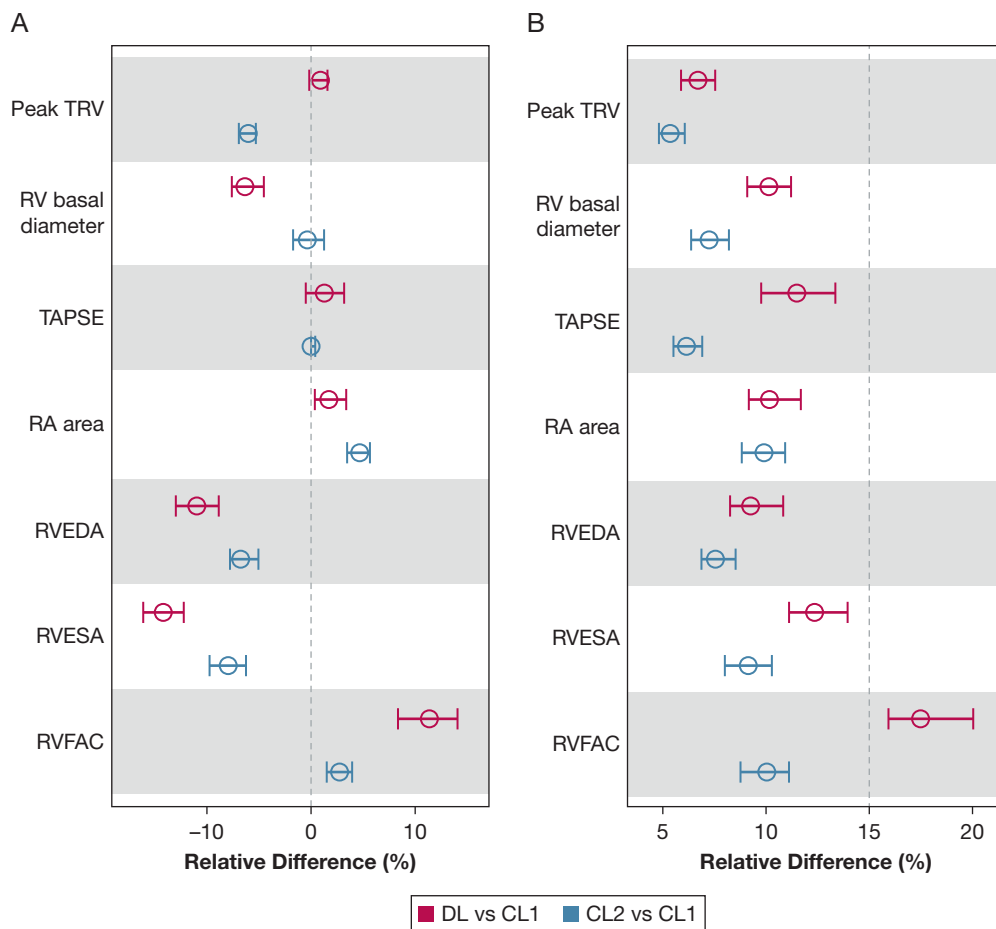 A
Peak TRV
RV basal
diameter
TAPSE
RA area
RVEDA
RVESA
RVFAC
–10
0
10
Relative Difference (%)
B
Peak TRV
RV basal
diameter
TAPSE
RA area
RVEDA
RVESA
RVFAC
5
10
15
20
Relative Difference (%)
DL vs CL1
CL2 vs CL1